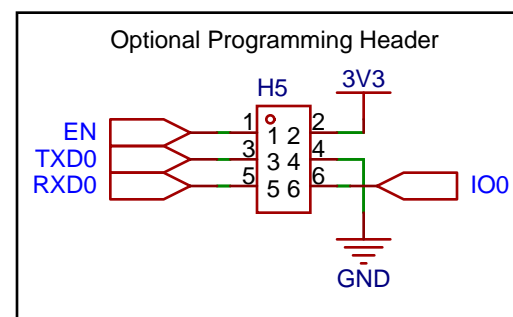 Optional Programming Header
H5
3V3
EN 1 1 2 2
TXD0 3 3 4 4
RXD0 5 5 6 6 IO0
GND